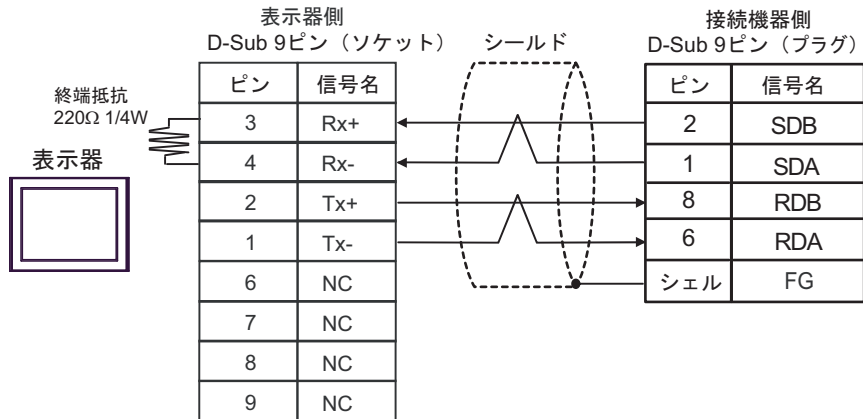 表示器側
D-Sub 9ピン（ソケット）
シールド
接続機器側
D-Sub 9ピン（プラグ）
終端抵抗
220Ω 1/4W
表示器
ピン 信号名
3 Rx+
4 Rx-
2 Tx+
1 Tx-
6 NC
7 NC
8 NC
9 NC
ピン 信号名
2 SDB
1 SDA
8 RDB
6 RDA
シェル FG